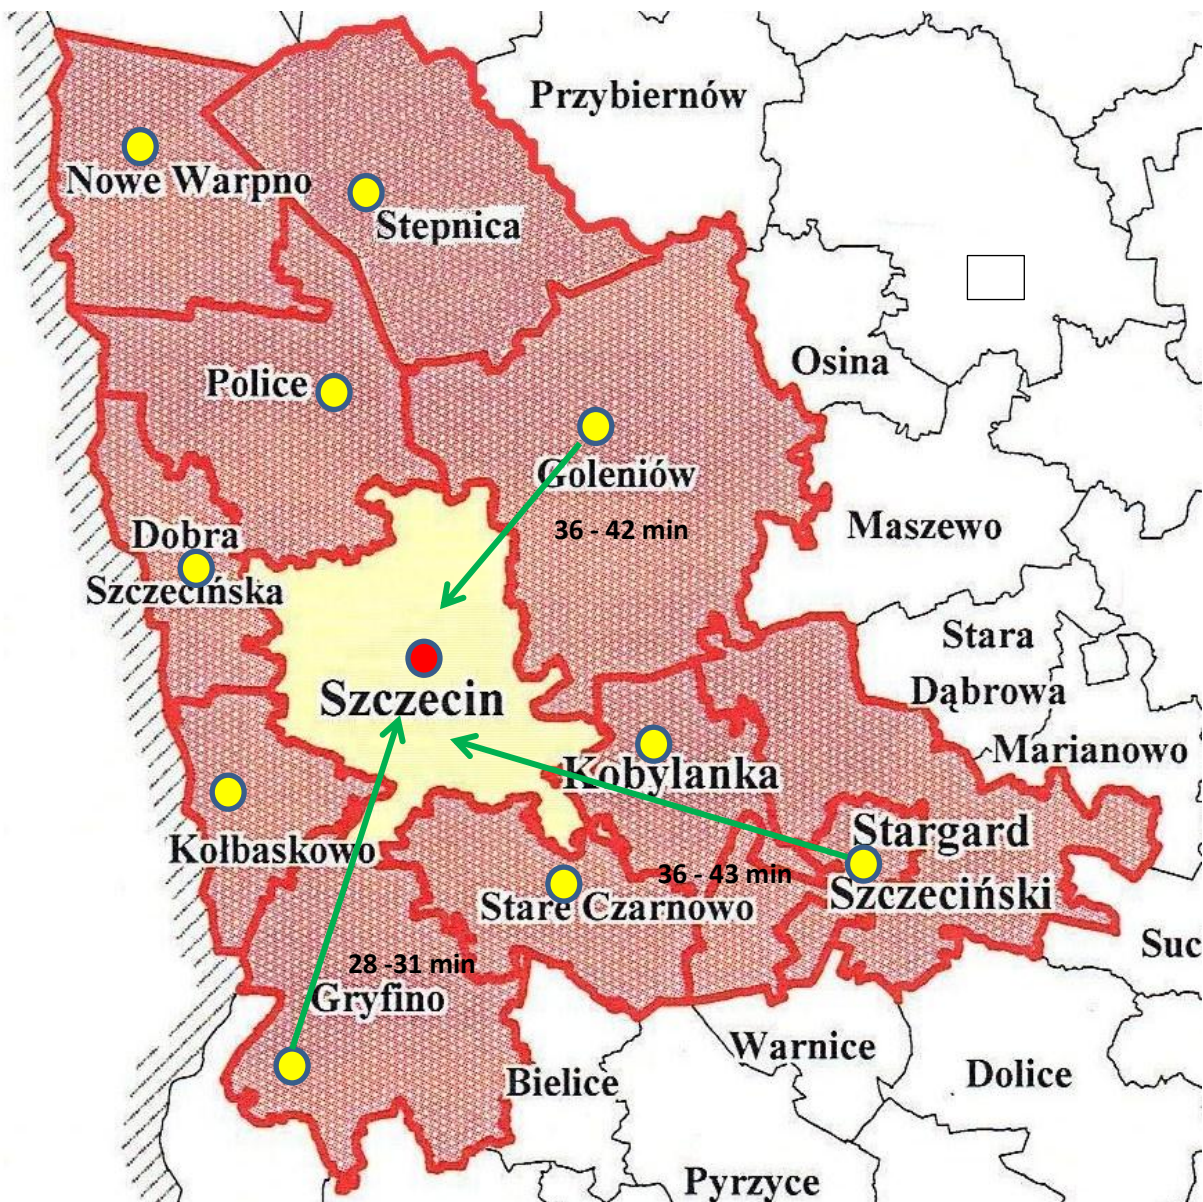 Przybiernów
Nowe Warpno
Stepnica
Osina
Police
Goleniów
36 - 42 min
Maszewo
Dobra
Szczecińska
Stara
Dąbrowa
Szczecin
Marianowo
Kobylanka
Stargard
Szczeciński
Kołbaskowo
36 - 43 min
Stare Czarnowo
Suc
28 -31 min
Gryfino
Warnice
Bielice
Dolice
Pyrzyce